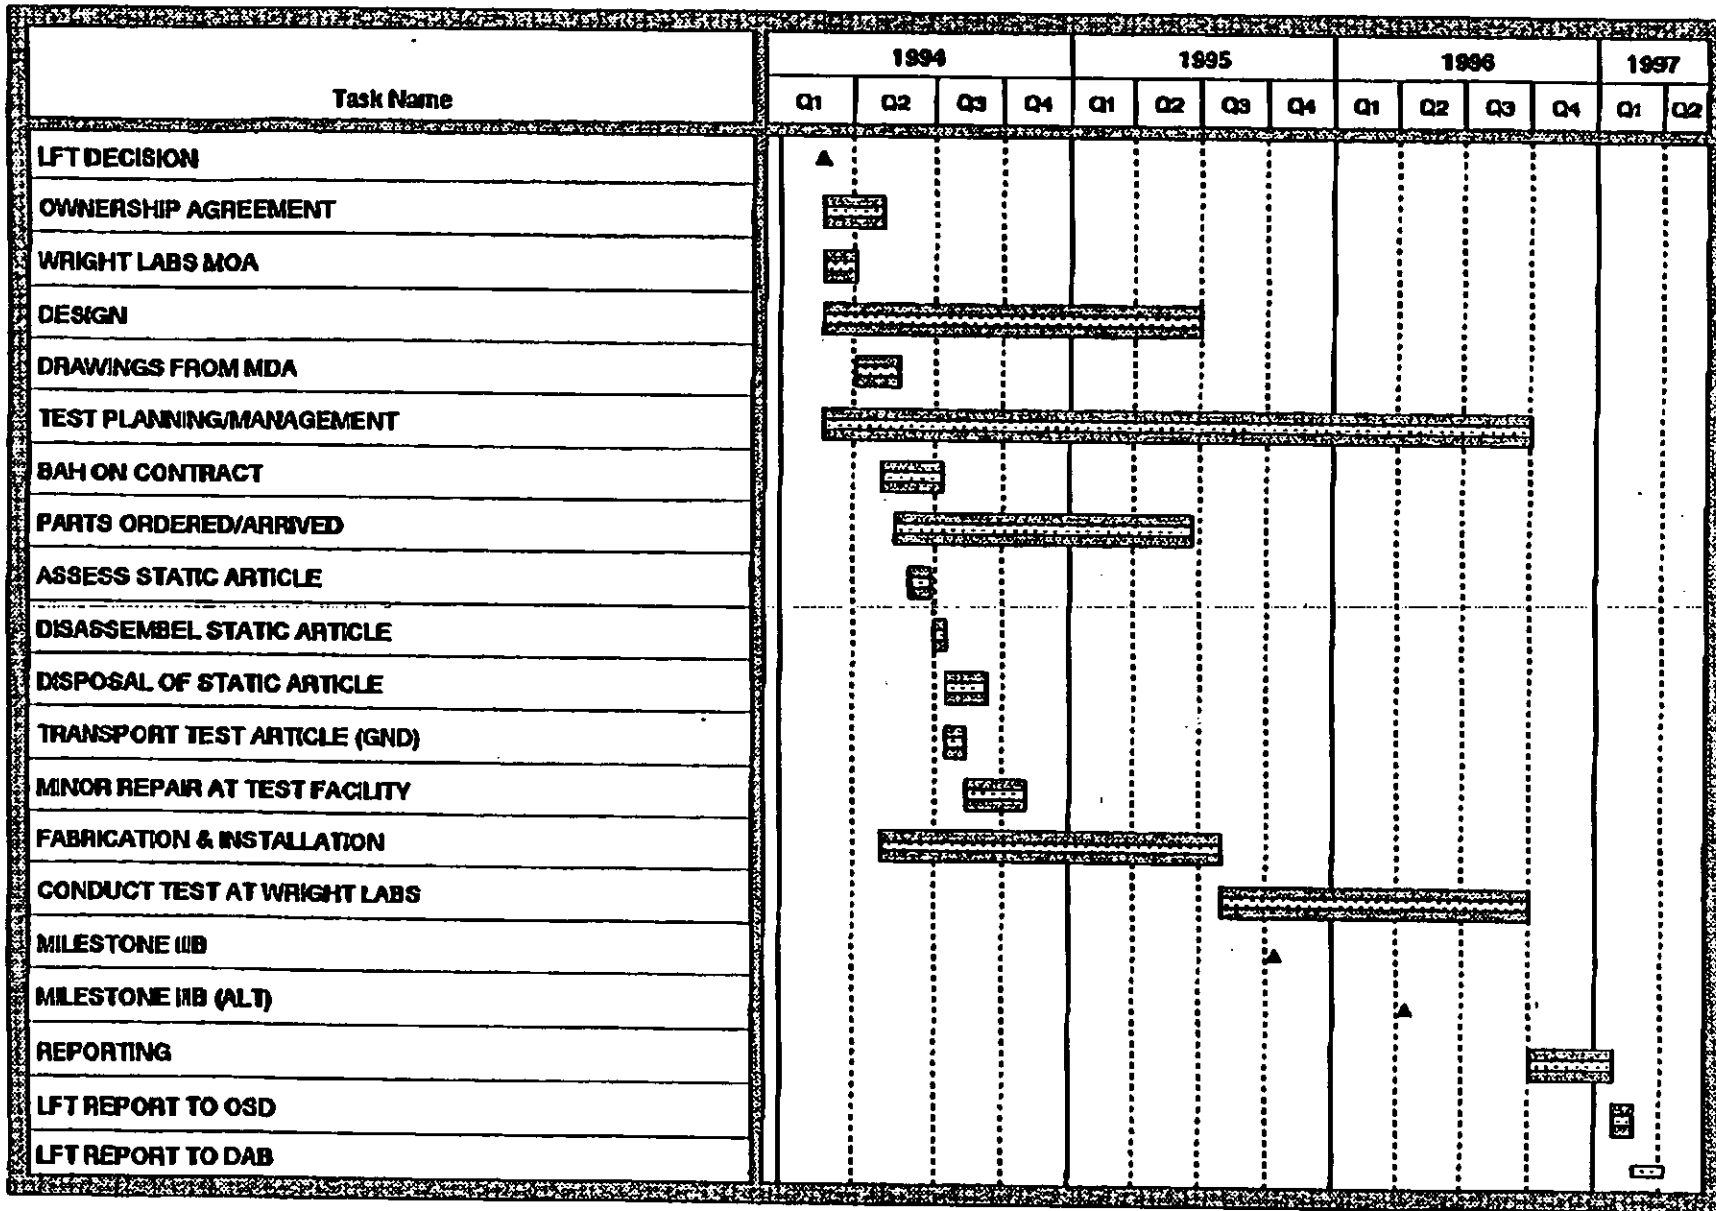 1994 1995 1996 1997
Task Name Q1 Q2 Q3 Q4 Q1 Q2 Q3 Q4 Q1 Q2 Q3 Q4 Q1 Q2
LFT DECISION
OWNERSHIP AGREEMENT
WRIGHT LABS MOA
DESIGN
DRAWINGS FROM MDA
TEST PLANNING/MANAGEMENT
BAH ON CONTRACT
PARTS ORDERED/ARRIVED
ASSESS STATIC ARTICLE
DISASSEMBEL STATIC ARTICLE
DISPOSAL OF STATIC ARTICLE
TRANSPORT TEST ARTICLE (GND)
MINOR REPAIR AT TEST FACILITY
FABRICATION & INSTALLATION
CONDUCT TEST AT WRIGHT LABS
MILESTONE IIIB
MILESTONE IIIB (ALT)
REPORTING
LFT REPORT TO OSD
LFT REPORT TO DAB